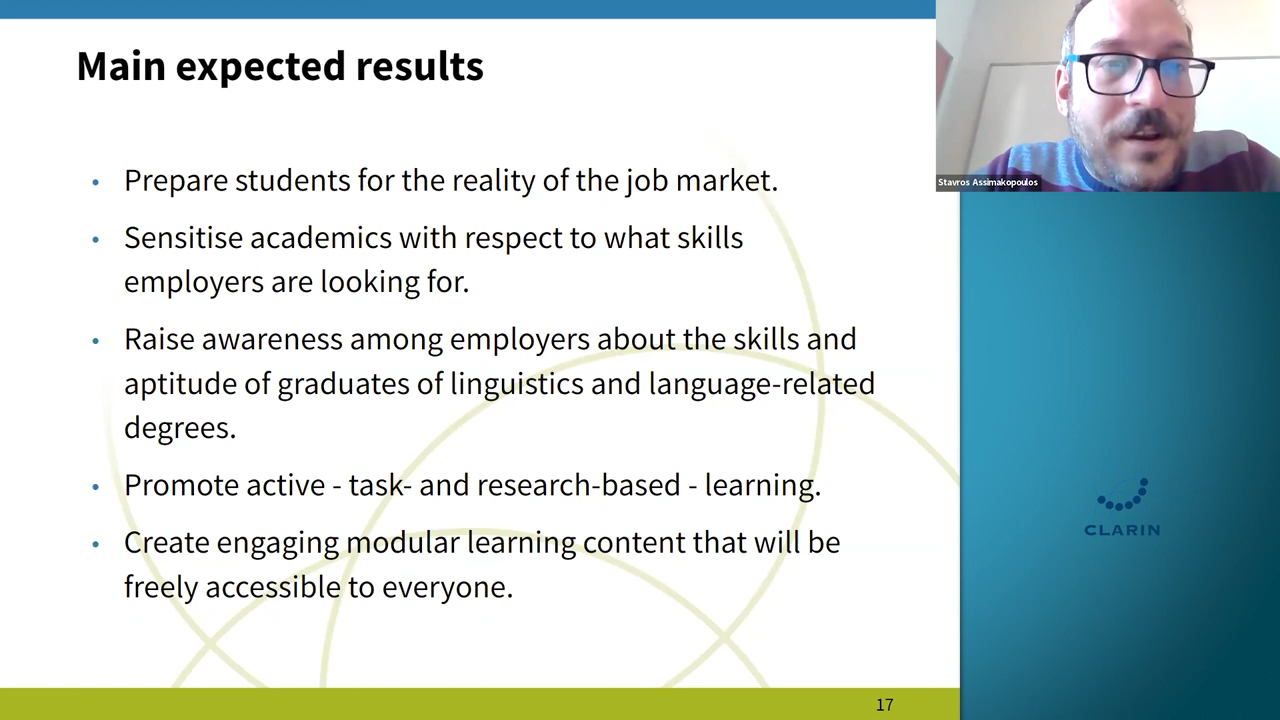 Main expected results
• Prepare students for the reality of the job market.
• Sensitise academics with respect to what skills
employers are looking for.
• Raise awareness among employers about the skills and
aptitude of graduates of linguistics and language-related
degrees.
• Promote active - task- and research-based - learning.
• Create engaging modular learning content that will be
freely accessible to everyone.
17
Stavros Assimakopoulos
CLARIN